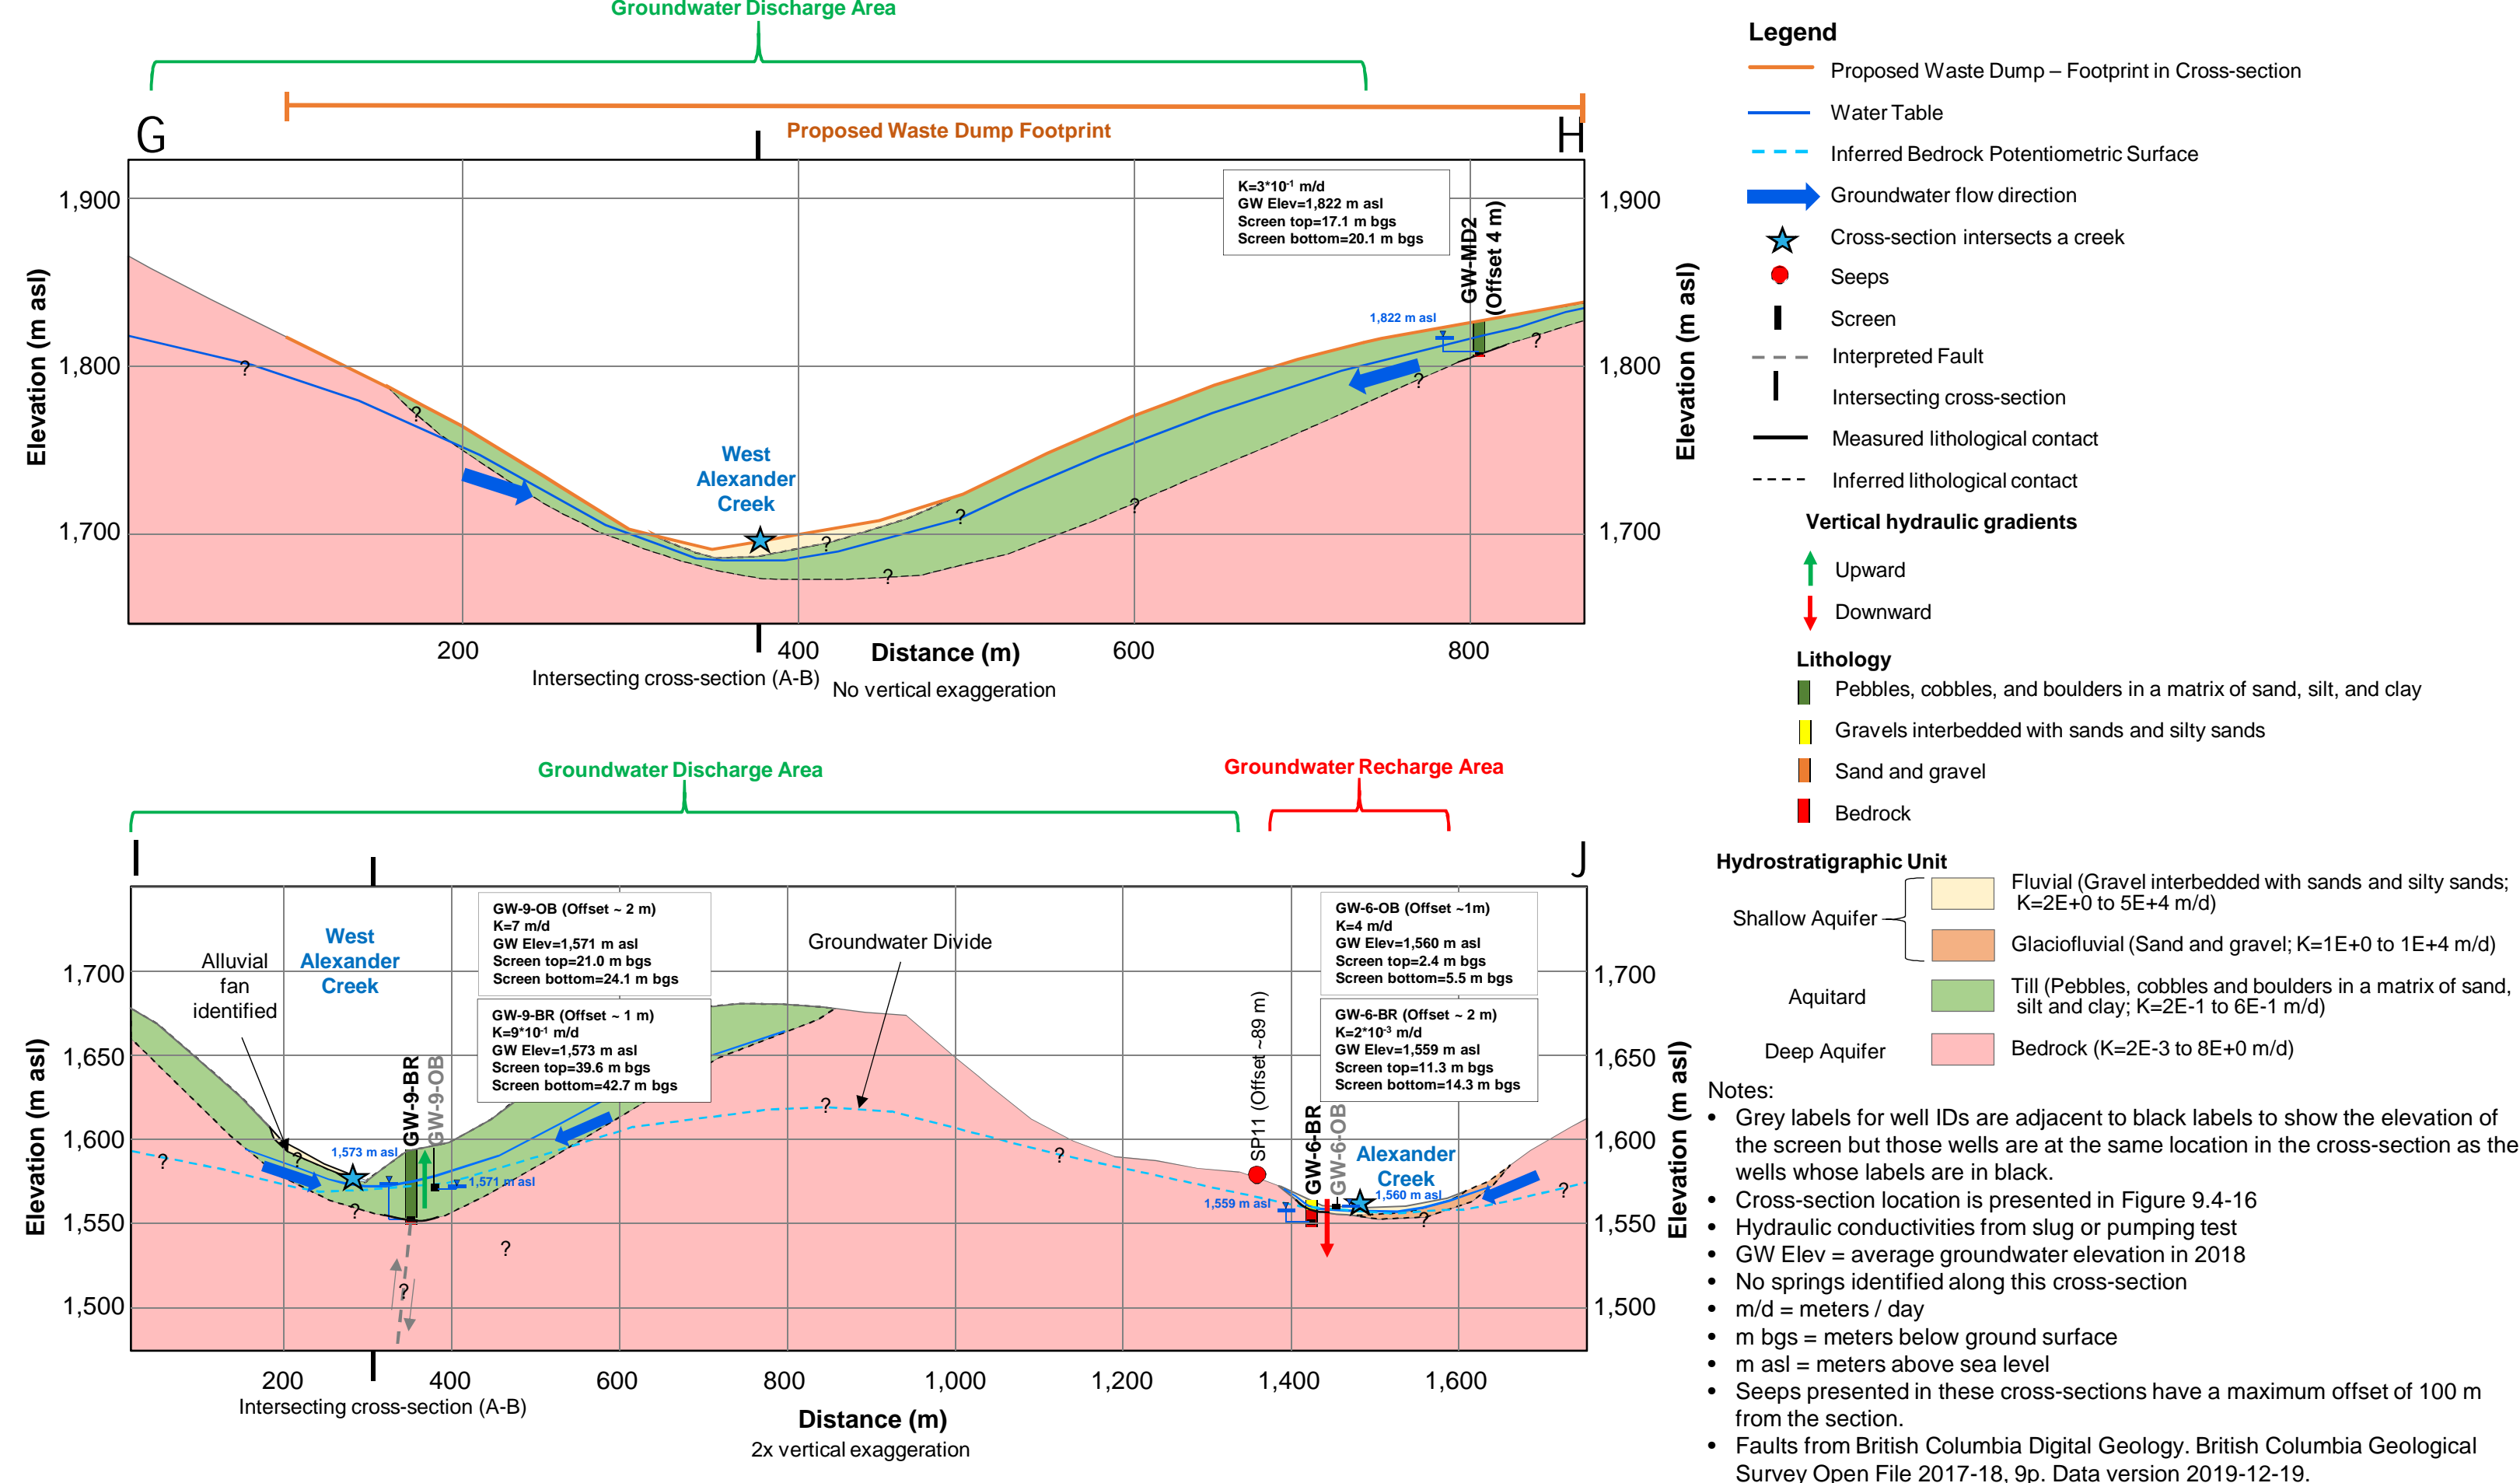 Groundwater Discharge Area
G
H
Proposed Waste Dump Footprint
K=3*10-1 m/d
GW Elev=1,822 m asl
Screen top=17.1 m bgs
Screen bottom=20.1 m bgs
GW-MD2
(Offset 4 m)
1,822 m asl
Elevation (m asl)
1,900
1,800
1,700
1,900
1,800
1,700
Elevation (m asl)
?
?
?
?
?
?
?
?
?
West
Alexander
Creek
200
400
600
800
Distance (m)
Intersecting cross-section (A-B)
No vertical exaggeration
Groundwater Discharge Area
Groundwater Recharge Area
I
J
GW-9-OB (Offset ~ 2 m)
K=7 m/d
GW Elev=1,571 m asl
Screen top=21.0 m bgs
Screen bottom=24.1 m bgs
GW-9-BR (Offset ~ 1 m)
K=9*10-1 m/d
GW Elev=1,573 m asl
Screen top=39.6 m bgs
Screen bottom=42.7 m bgs
GW-6-OB (Offset ~1m)
K=4 m/d
GW Elev=1,560 m asl
Screen top=2.4 m bgs
Screen bottom=5.5 m bgs
GW-6-BR (Offset ~ 2 m)
K=2*10-3 m/d
GW Elev=1,559 m asl
Screen top=11.3 m bgs
Screen bottom=14.3 m bgs
Alluvial
fan
identified
West
Alexander
Creek
Groundwater Divide
GW-9-BR
GW-9-OB
1,573 m asl
1,571 m asl
SP11 (Offset ~89 m)
GW-6-BR
GW-6-OB
Alexander
Creek
1,560 m asl
1,559 m asl
Elevation (m asl)
1,700
1,650
1,600
1,550
1,500
1,700
1,650
1,600
1,550
1,500
Elevation (m asl)
?
?
?
?
?
?
?
?
?
200
400
600
800
1,000
1,200
1,400
1,600
Intersecting cross-section (A-B)
Distance (m)
2x vertical exaggeration
Legend
Proposed Waste Dump – Footprint in Cross-section
Water Table
Inferred Bedrock Potentiometric Surface
Groundwater flow direction
Cross-section intersects a creek
Seeps
Screen
Interpreted Fault
Intersecting cross-section
Measured lithological contact
Inferred lithological contact
Vertical hydraulic gradients
Upward
Downward
Lithology
Pebbles, cobbles, and boulders in a matrix of sand, silt, and clay
Gravels interbedded with sands and silty sands
Sand and gravel
Bedrock
Hydrostratigraphic Unit
Shallow Aquifer
Fluvial (Gravel interbedded with sands and silty sands;
K=2E+0 to 5E+4 m/d)
Glaciofluvial (Sand and gravel; K=1E+0 to 1E+4 m/d)
Aquitard
Till (Pebbles, cobbles and boulders in a matrix of sand,
silt and clay; K=2E-1 to 6E-1 m/d)
Deep Aquifer
Bedrock (K=2E-3 to 8E+0 m/d)
Notes:
• Grey labels for well IDs are adjacent to black labels to show the elevation of
the screen but those wells are at the same location in the cross-section as the
wells whose labels are in black.
• Cross-section location is presented in Figure 9.4-16
• Hydraulic conductivities from slug or pumping test
• GW Elev = average groundwater elevation in 2018
• No springs identified along this cross-section
• m/d = meters / day
• m bgs = meters below ground surface
• m asl = meters above sea level
• Seeps presented in these cross-sections have a maximum offset of 100 m
from the section.
• Faults from British Columbia Digital Geology. British Columbia Geological
Survey Open File 2017-18, 9p. Data version 2019-12-19.